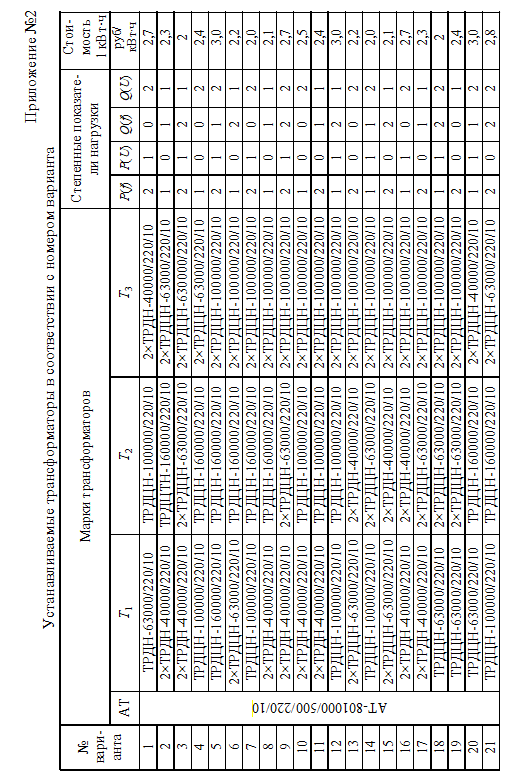 Приложение №2
Устанавливаемые трансформаторы в соответствии с номером варианта
№ вари-анта Марки трансформаторов Степенные показате-ли нагрузки Стои-мость 1 кВт·ч руб/кВт·ч
АТ T1 T2 T3 P(f) P(U) Q(f) Q(U)
АТ-801000/500/220/10
1 ТРДН-63000/220/10 ТРДЦН-100000/220/10 2×ТРДН-40000/220/10 2 1 0 2 2,7
2 2×ТРДН-40000/220/10 ТРДЦТН-160000/220/10 2×ТРДЦН-63000/220/10 1 1 1 1 2,3
3 2×ТРДН-40000/220/10 2×ТРДЦН-63000/220/10 2×ТРДЦН-630000/220/10 2 1 2 2 2
4 ТРДЦН-100000/220/10 ТРДЦН-160000/220/10 2×ТРДЦН-63000/220/10 1 0 0 2 2,4
5 ТРДЦН-160000/220/10 ТРДЦН-160000/220/10 2×ТРДЦН-100000/220/10 2 1 1 1 3,0
6 2×ТРДЦН-63000/220/10 ТРДЦН-160000/220/10 2×ТРДЦН-100000/220/10 1 0 2 1 2,2
7 ТРДЦН-100000/220/10 ТРДЦН-160000/220/10 2×ТРДЦН-100000/220/10 2 1 0 2 2,0
8 2×ТРДН-40000/220/10 ТРДЦН-160000/220/10 2×ТРДЦН-100000/220/10 1 1 1 1 2,1
9 2×ТРДН-40000/220/10 2×ТРДЦН-63000/220/10 2×ТРДЦН-100000/220/10 2 1 2 2 2,7
10 2×ТРДН-40000/220/10 ТРДЦН-100000/220/10 2×ТРДЦН-100000/220/10 1 0 2 2 2,5
11 2×ТРДН-40000/220/10 ТРДЦН-100000/220/10 2×ТРДЦН-100000/220/10 2 1 0 1 2,4
12 ТРДЦН-100000/220/10 ТРДЦН-100000/220/10 2×ТРДЦН-100000/220/10 1 1 1 2 3,0
13 2×ТРДЦН-63000/220/10 2×ТРДН-40000/220/10 2×ТРДЦН-100000/220/10 2 0 2 2 2,2
14 ТРДЦН-100000/220/10 2×ТРДЦН-63000/220/10 2×ТРДЦН-100000/220/10 1 0 0 2 2,0
15 2×ТРДЦН-63000/220/10 2×ТРДН-40000/220/10 2×ТРДЦН-100000/220/10 2 1 1 1 2,1
16 2×ТРДН-40000/220/10 2×ТРДН-40000/220/10 2×ТРДЦН-100000/220/10 1 0 2 1 2,7
17 2×ТРДН-40000/220/10 2×ТРДЦН-63000/220/10 2×ТРДЦН-100000/220/10 2 1 0 1 2,3
18 ТРДЦН-63000/220/10 2×ТРДЦН-63000/220/10 2×ТРДЦН-100000/220/10 1 2 2 2 2
19 ТРДЦН-63000/220/10 2×ТРДЦН-63000/220/10 2×ТРДЦН-100000/220/10 2 1 0 1 2,4
20 ТРДЦН-63000/220/10 ТРДЦН-160000/220/10 2×ТРДЦН-40000/220/10 1 0 2 1 3,0
21 ТРДЦН-100000/220/10 ТРДЦН-160000/220/10 2×ТРДЦН-63000/220/10 2 0 2 2 2,8